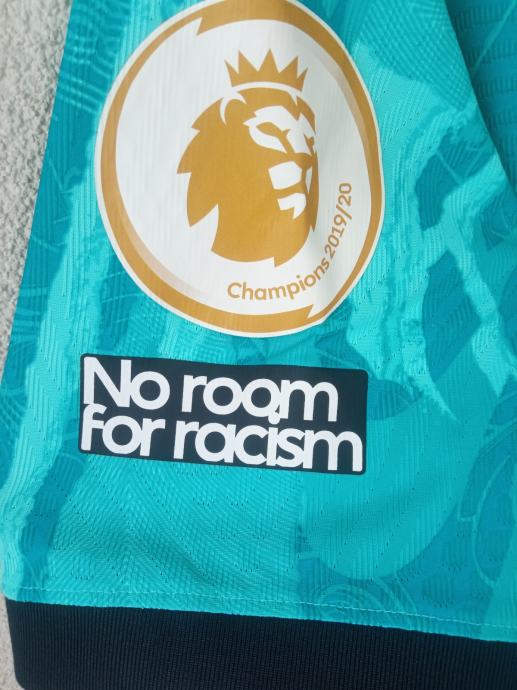 Champions 2019/20
No room
for racism